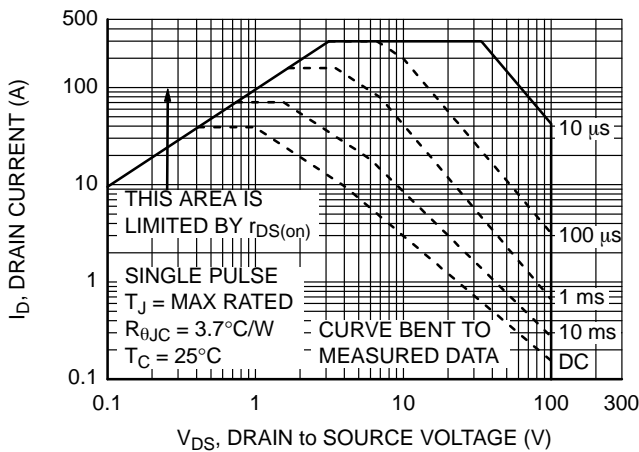 500
100
10
1
0.1
I_D, DRAIN CURRENT (A)
10 μs
100 μs
1 ms
10 ms
DC
THIS AREA IS
LIMITED BY r_DS(on)
SINGLE PULSE
T_J = MAX RATED
R_θJC = 3.7°C/W
T_C = 25°C
CURVE BENT TO
MEASURED DATA
0.1 1 10 100 300
V_DS, DRAIN to SOURCE VOLTAGE (V)